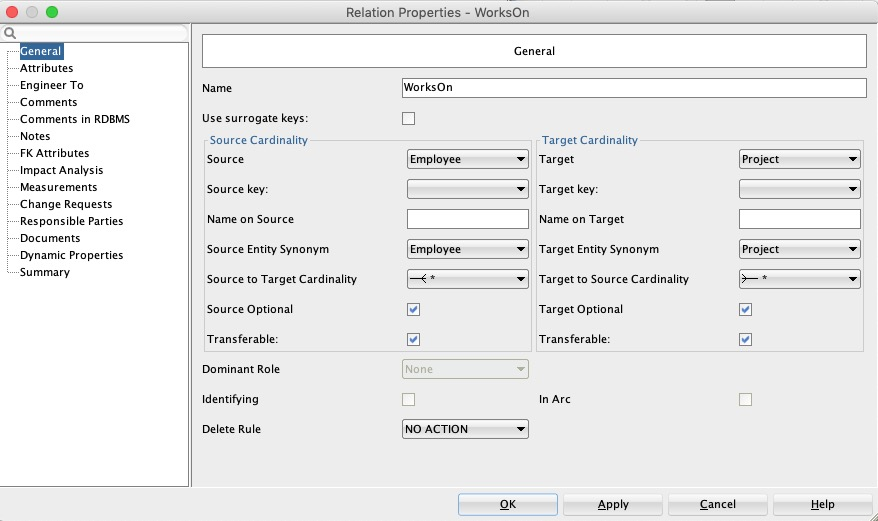 Relation Properties - WorksOn
General
Attributes
Engineer To
Comments
Comments in RDBMS
Notes
FK Attributes
Impact Analysis
Measurements
Change Requests
Responsible Parties
Documents
Dynamic Properties
Summary
General
Name WorksOn
Use surrogate keys:
Source Cardinality Target Cardinality
Source Employee Target Project
Source key: Target key:
Name on Source Name on Target
Source Entity Synonym Employee Target Entity Synonym Project
Source to Target Cardinality * Target to Source Cardinality *
Source Optional Target Optional
Transferable: Transferable:
Dominant Role None
Identifying In Arc
Delete Rule NO ACTION
OK Apply Cancel Help